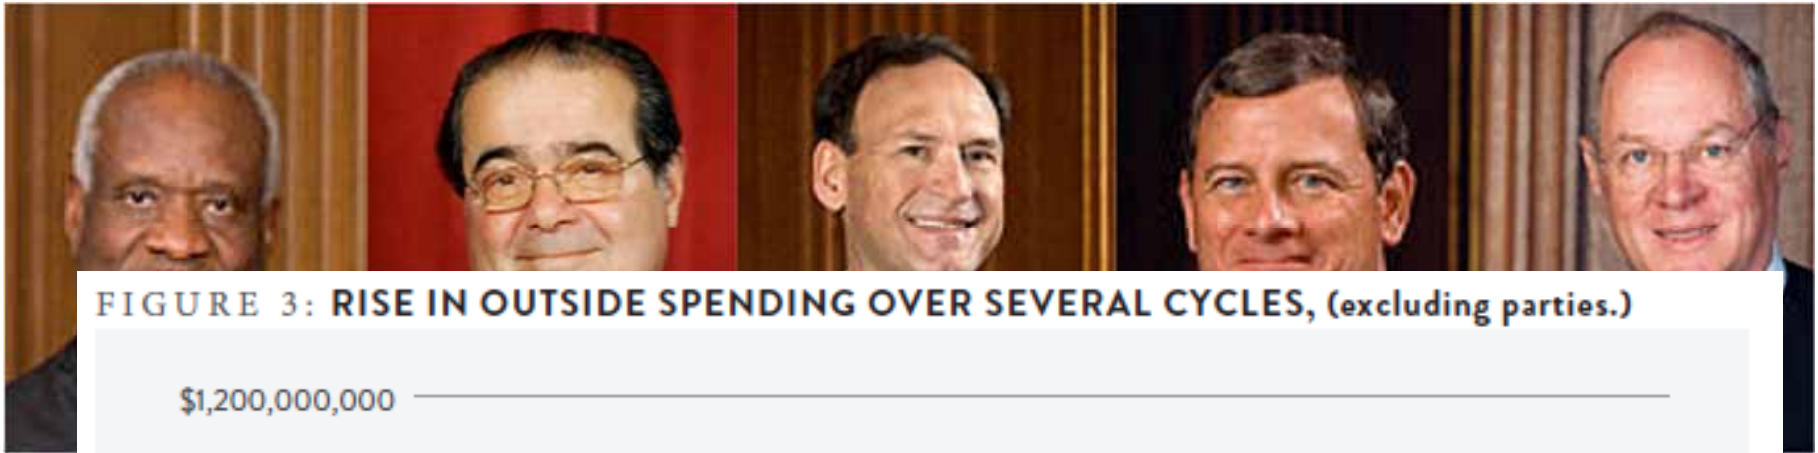 FIGURE 3: RISE IN OUTSIDE SPENDING OVER SEVERAL CYCLES, (excluding parties.)
$1,200,000,000